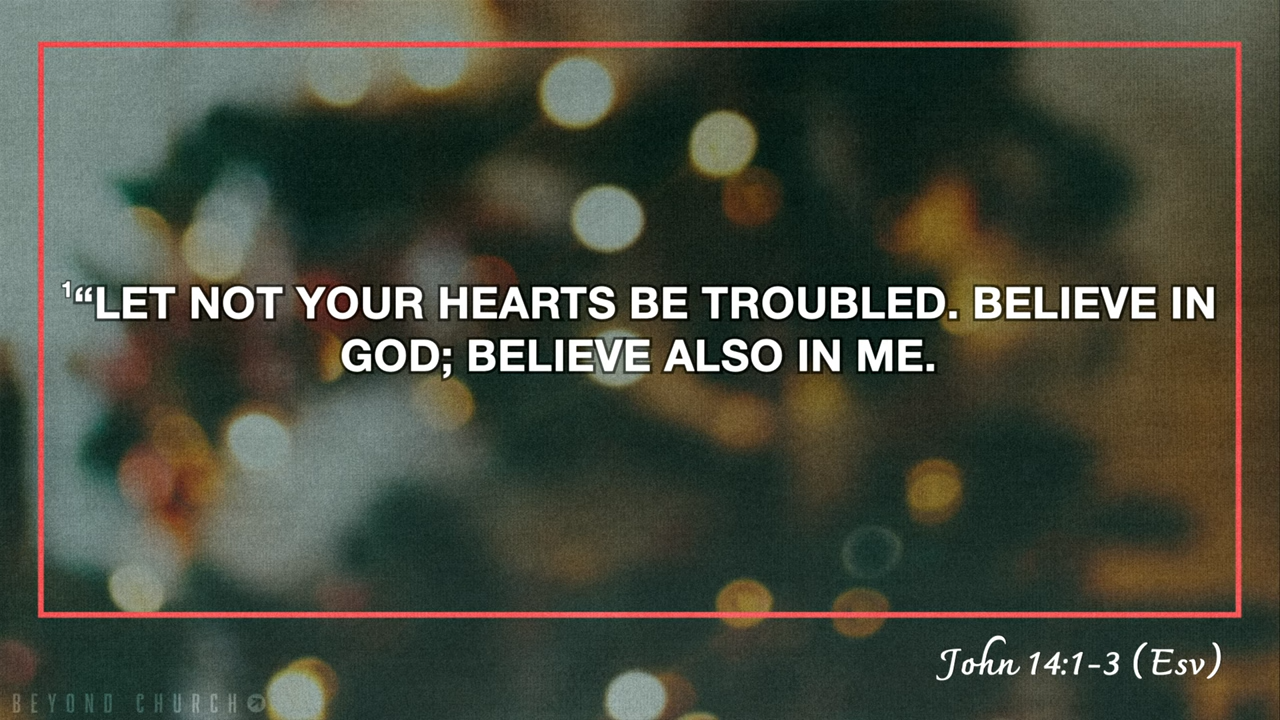 ¹“LET NOT YOUR HEARTS BE TROUBLED. BELIEVE IN
GOD; BELIEVE ALSO IN ME.
John 14:1-3 (Esv)
BEYOND CHURCH